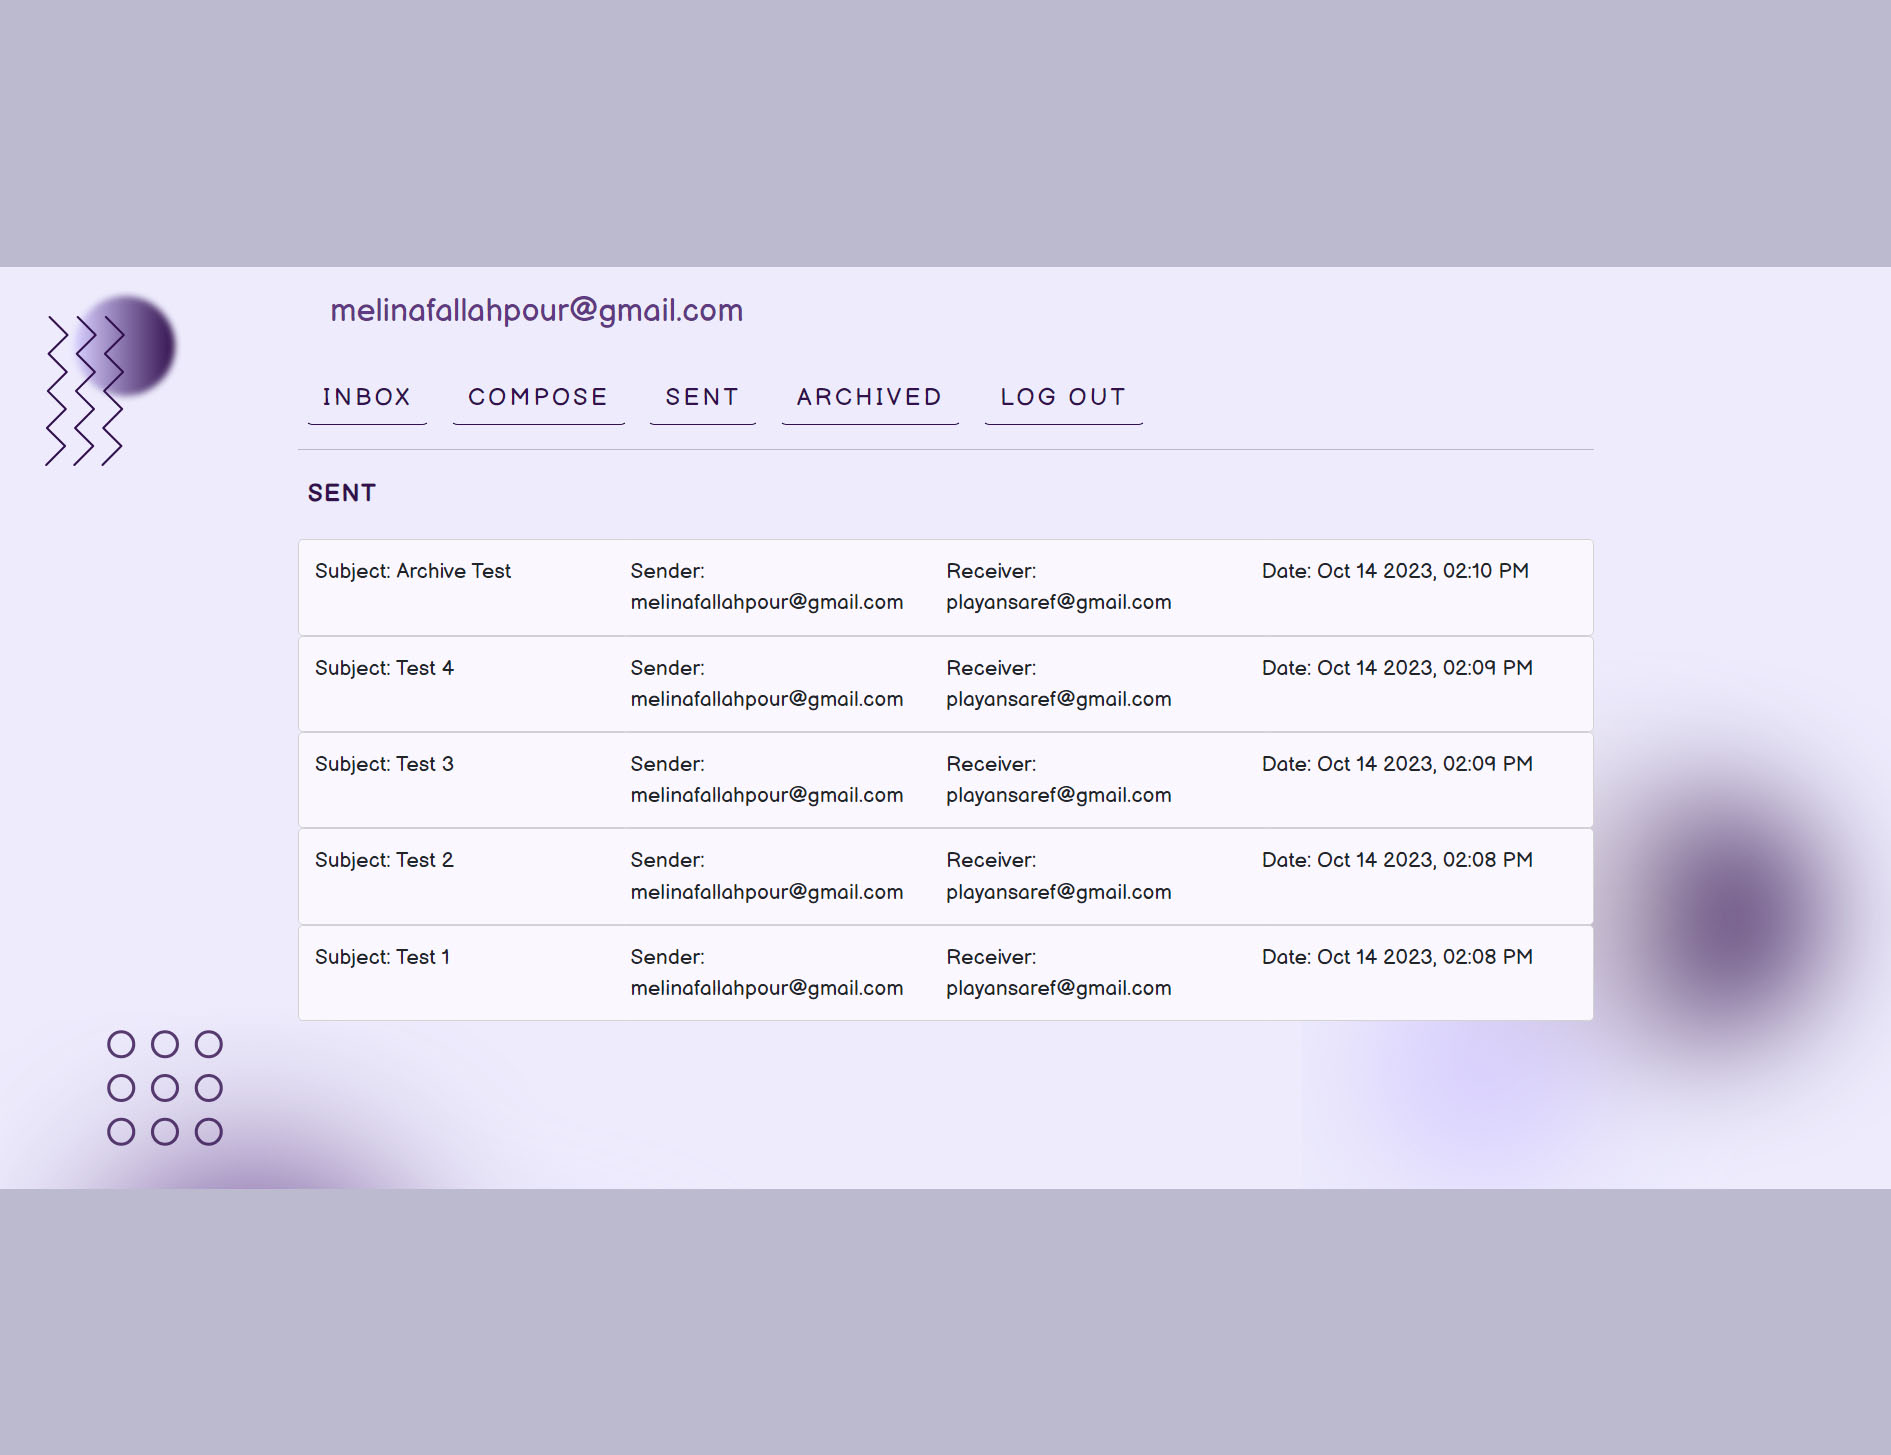 melinafallahpour@gmail.com
INBOX COMPOSE SENT ARCHIVED LOG OUT
SENT
Subject: Archive Test Sender: Receiver: Date: Oct 14 2023, 02:10 PM
melinafallahpour@gmail.com playansaref@gmail.com
Subject: Test 4 Sender: Receiver: Date: Oct 14 2023, 02:09 PM
melinafallahpour@gmail.com playansaref@gmail.com
Subject: Test 3 Sender: Receiver: Date: Oct 14 2023, 02:09 PM
melinafallahpour@gmail.com playansaref@gmail.com
Subject: Test 2 Sender: Receiver: Date: Oct 14 2023, 02:08 PM
melinafallahpour@gmail.com playansaref@gmail.com
Subject: Test 1 Sender: Receiver: Date: Oct 14 2023, 02:08 PM
melinafallahpour@gmail.com playansaref@gmail.com